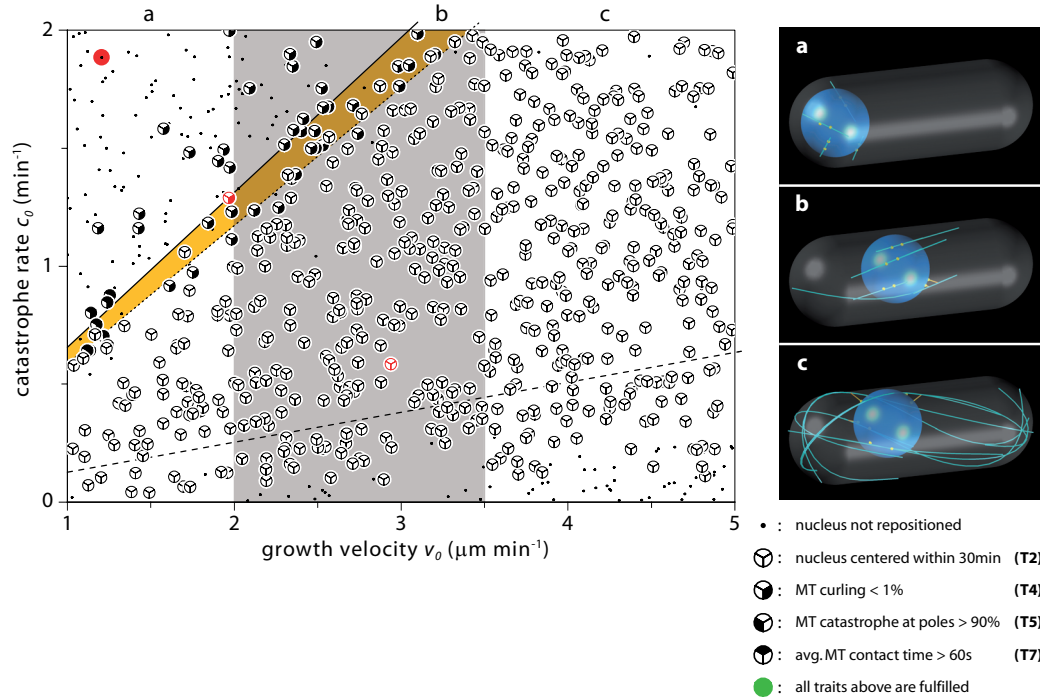 a b c
2
1
0
catastrophe rate c₀ (min⁻¹)
1 2 3 4 5
growth velocity v₀ (μm min⁻¹)
a
b
c
• : nucleus not repositioned
: nucleus centered within 30min (T2)
: MT curling < 1% (T4)
: MT catastrophe at poles > 90% (T5)
: avg. MT contact time > 60s (T7)
: all traits above are fulfilled